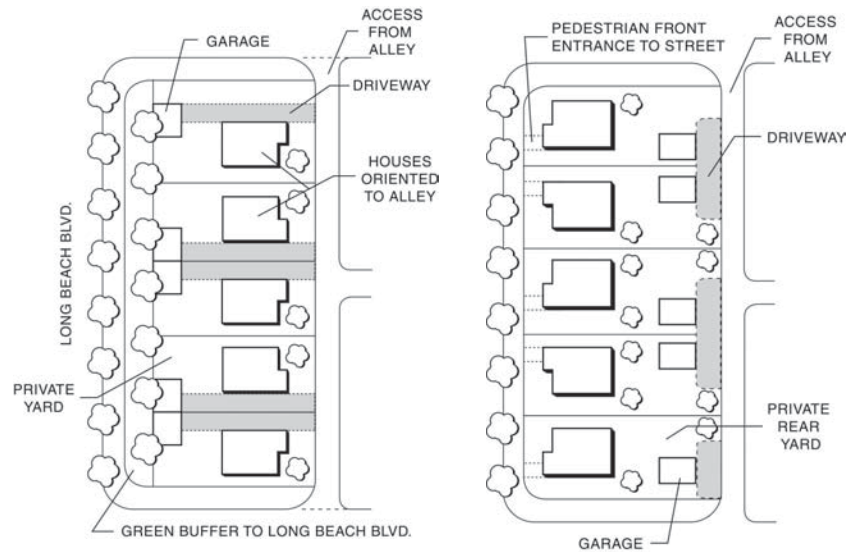 GARAGE
ACCESS
FROM
ALLEY
DRIVEWAY
HOUSES
ORIENTED
TO ALLEY
LONG BEACH BLVD.
PRIVATE
YARD
GREEN BUFFER TO LONG BEACH BLVD.
PEDESTRIAN FRONT
ENTRANCE TO STREET
ACCESS
FROM
ALLEY
DRIVEWAY
PRIVATE
REAR
YARD
GARAGE